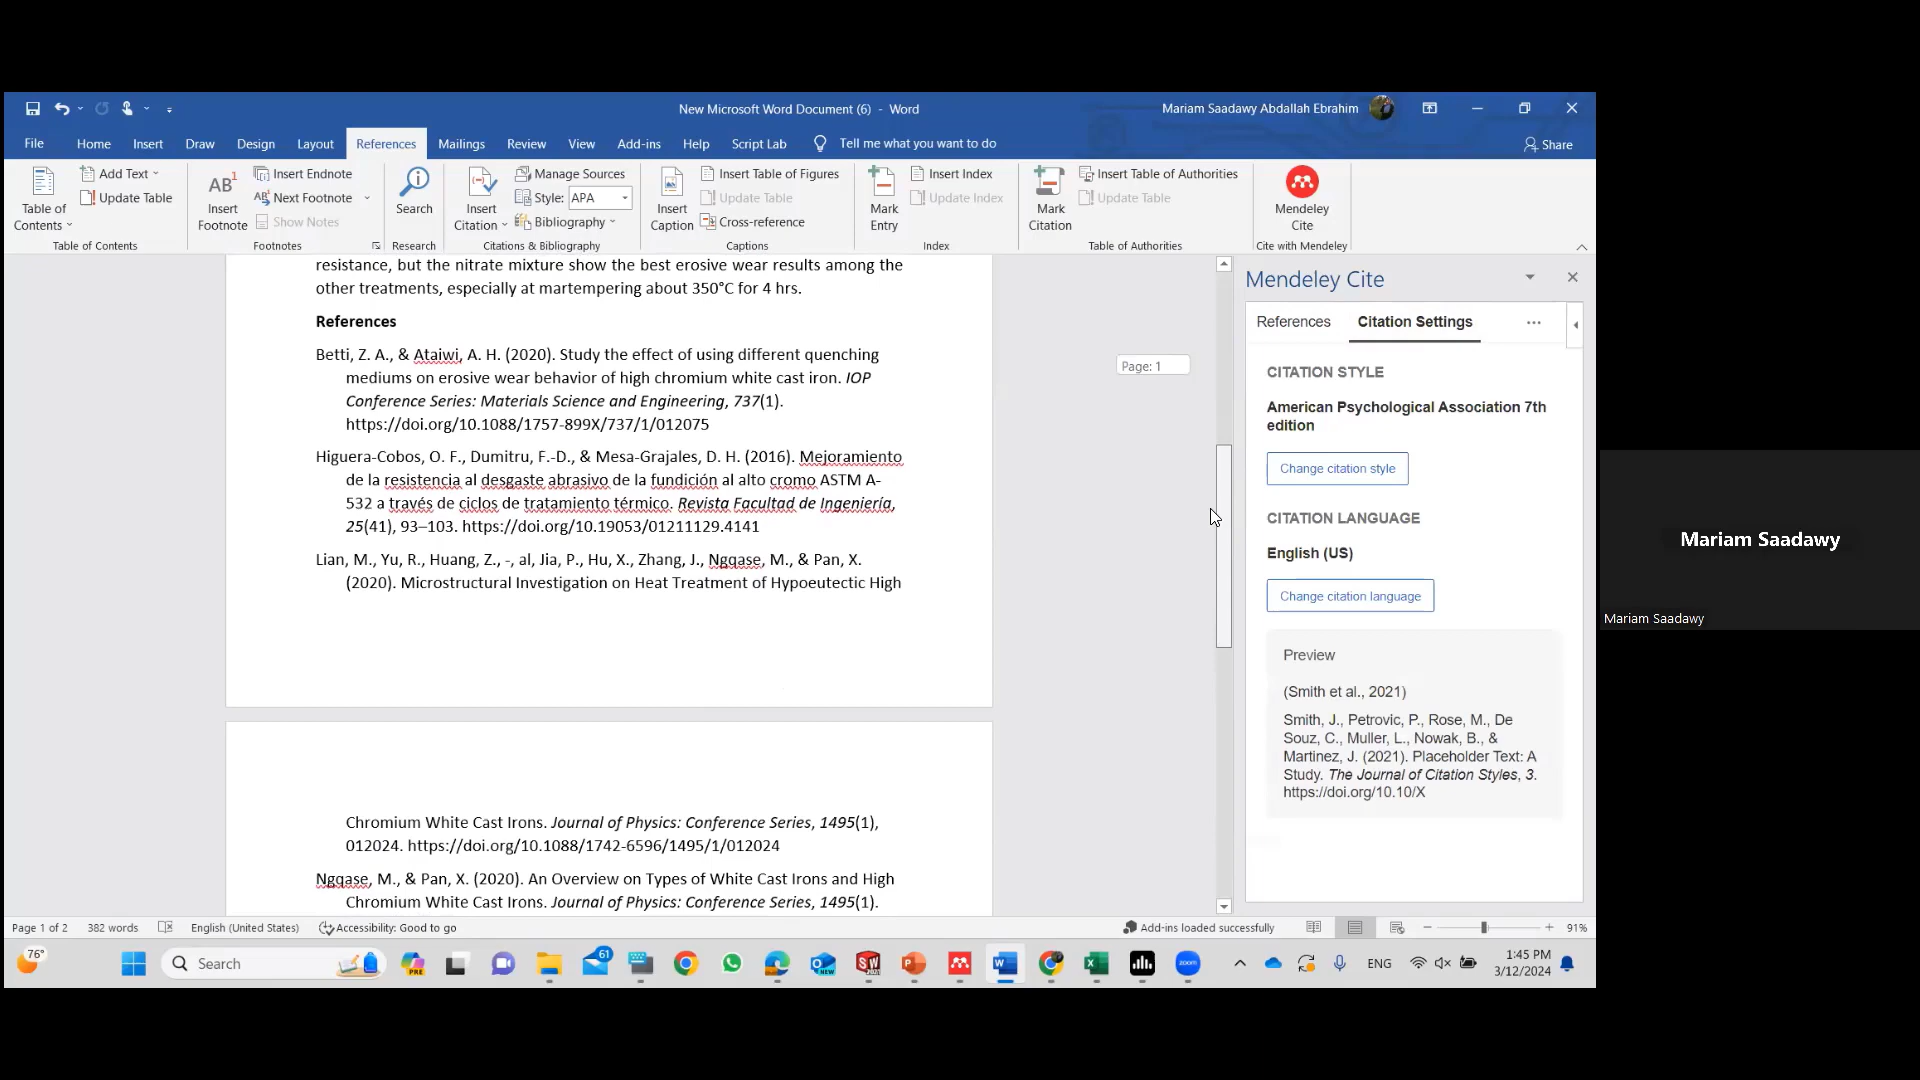 New Microsoft Word Document (6) - Word
Mariam Saadawy Abdallah Ebrahim
File Home Insert Draw Design Layout References Mailings Review View Add-ins Help Script Lab Tell me what you want to do Share
Table of Contents
Add Text
Update Table
Table of Contents
AB1 Insert Footnote
Insert Endnote
AB1 Next Footnote
Show Notes
Footnotes
Search
Research
Insert Citation
Manage Sources
Style: APA
Bibliography
Citations & Bibliography
Insert Caption
Insert Table of Figures
Update Table
Cross-reference
Captions
Mark Entry
Insert Index
Update Index
Index
Mark Citation
Insert Table of Authorities
Update Table
Table of Authorities
Mendeley Cite
Cite with Mendeley
resistance, but the nitrate mixture show the best erosive wear results among the
other treatments, especially at martempering about 350°C for 4 hrs.
References
Betti, Z. A., & Ataiwi, A. H. (2020). Study the effect of using different quenching
mediums on erosive wear behavior of high chromium white cast iron. IOP
Conference Series: Materials Science and Engineering, 737(1).
https://doi.org/10.1088/1757-899X/737/1/012075
Higuera-Cobos, O. F., Dumitru, F.-D., & Mesa-Grajales, D. H. (2016). Mejoramiento
de la resistencia al desgaste abrasivo de la fundición al alto cromo ASTM A-
532 a través de ciclos de tratamiento térmico. Revista Facultad de Ingeniería,
25(41), 93–103. https://doi.org/10.19053/01211129.4141
Lian, M., Yu, R., Huang, Z., -, al, Jia, P., Hu, X., Zhang, J., Ngqase, M., & Pan, X.
(2020). Microstructural Investigation on Heat Treatment of Hypoeutectic High
Chromium White Cast Irons. Journal of Physics: Conference Series, 1495(1),
012024. https://doi.org/10.1088/1742-6596/1495/1/012024
Ngqase, M., & Pan, X. (2020). An Overview on Types of White Cast Irons and High
Chromium White Cast Irons. Journal of Physics: Conference Series, 1495(1).
Page: 1
Mendeley Cite
References Citation Settings ...
CITATION STYLE
American Psychological Association 7th
edition
Change citation style
CITATION LANGUAGE
English (US)
Change citation language
Preview
(Smith et al., 2021)
Smith, J., Petrovic, P., Rose, M., De
Souz, C., Muller, L., Nowak, B., &
Martinez, J. (2021). Placeholder Text: A
Study. The Journal of Citation Styles, 3.
https://doi.org/10.10/X
Page 1 of 2 382 words English (United States) Accessibility: Good to go Add-ins loaded successfully 91%
76° Search PRE 61 NEW SW 2021 zoom ENG
1:45 PM
3/12/2024
Mariam Saadawy
Mariam Saadawy